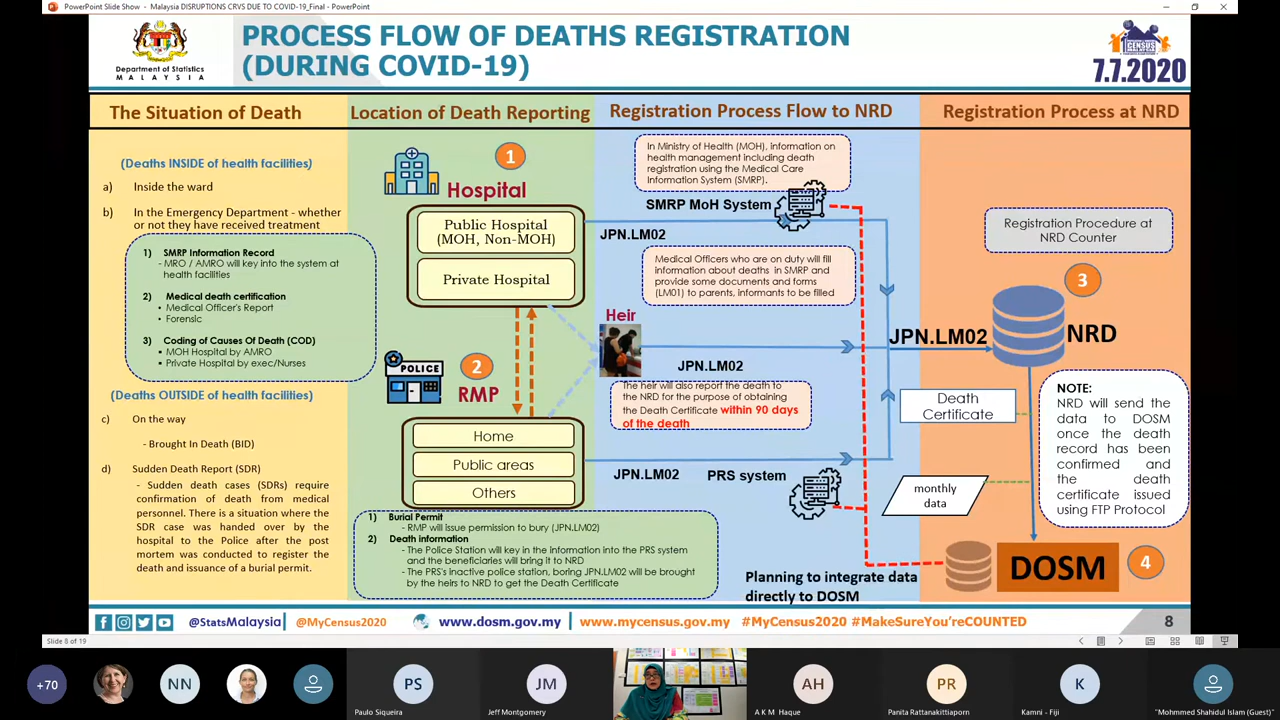 PowerPoint Slide Show - Malaysia DISRUPTIONS CRVS DUE TO COVID-19_Final - PowerPoint
Department of Statistics
MALAYSIA
PROCESS FLOW OF DEATHS REGISTRATION
(DURING COVID-19)
CENSUS
7.7.2020
The Situation of Death
Location of Death Reporting
Registration Process Flow to NRD
Registration Process at NRD
(Deaths INSIDE of health facilities)
a) Inside the ward
b) In the Emergency Department - whether
or not they have received treatment
1) SMRP Information Record
- MRO / AMRO will key into the system at
health facilities
2) Medical death certification
• Medical Officer's Report
• Forensic
3) Coding of Causes Of Death (COD)
• MOH Hospital by AMRO
• Private Hospital by exec/Nurses
(Deaths OUTSIDE of health facilities)
c) On the way
- Brought In Death (BID)
d) Sudden Death Report (SDR)
- Sudden death cases (SDRs) require
confirmation of death from medical
personnel. There is a situation where the
SDR case was handed over by the
hospital to the Police after the post
mortem was conducted to register the
death and issuance of a burial permit.
1
Hospital
Public Hospital
(MOH, Non-MOH)
Private Hospital
POLICE
2
RMP
Home
Public areas
Others
1) Burial Permit
- RMP will issue permission to bury (JPN.LM02)
2) Death information
- The Police Station will key in the information into the PRS system
and the beneficiaries will bring it to NRD
- The PRS's inactive police station, boring JPN.LM02 will be brought
by the heirs to NRD to get the Death Certificate
In Ministry of Health (MOH), information on
health management including death
registration using the Medical Care
Information System (SMRP).
SMRP MoH System
JPN.LM02
Medical Officers who are on duty will fill
information about deaths in SMRP and
provide some documents and forms
(LM01) to parents, informants to be filled
Heir
JPN.LM02
The heir will also report the death to
the NRD for the purpose of obtaining
the Death Certificate within 90 days
of the death
JPN.LM02
PRS system
Planning to integrate data
directly to DOSM
Registration Procedure at
NRD Counter
3
JPN.LM02
NRD
Death
Certificate
monthly
data
NOTE:
NRD will send the
data to DOSM
once the death
record has been
confirmed and
the death
certificate issued
using FTP Protocol
DOSM
4
@StatsMalaysia
@MyCensus2020
www.dosm.gov.my
www.mycensus.gov.my
#MyCensus2020 #MakeSureYou'reCOUNTED
8
Slide 8 of 19
+70
NN
PS
Paulo Siqueira
JM
Jeff Montgomery
AH
A K M Haque
PR
Panita Rattanakittiaporn
K
Kamni - Fiji
"Mohmmed Shahidul Islam (Guest)"